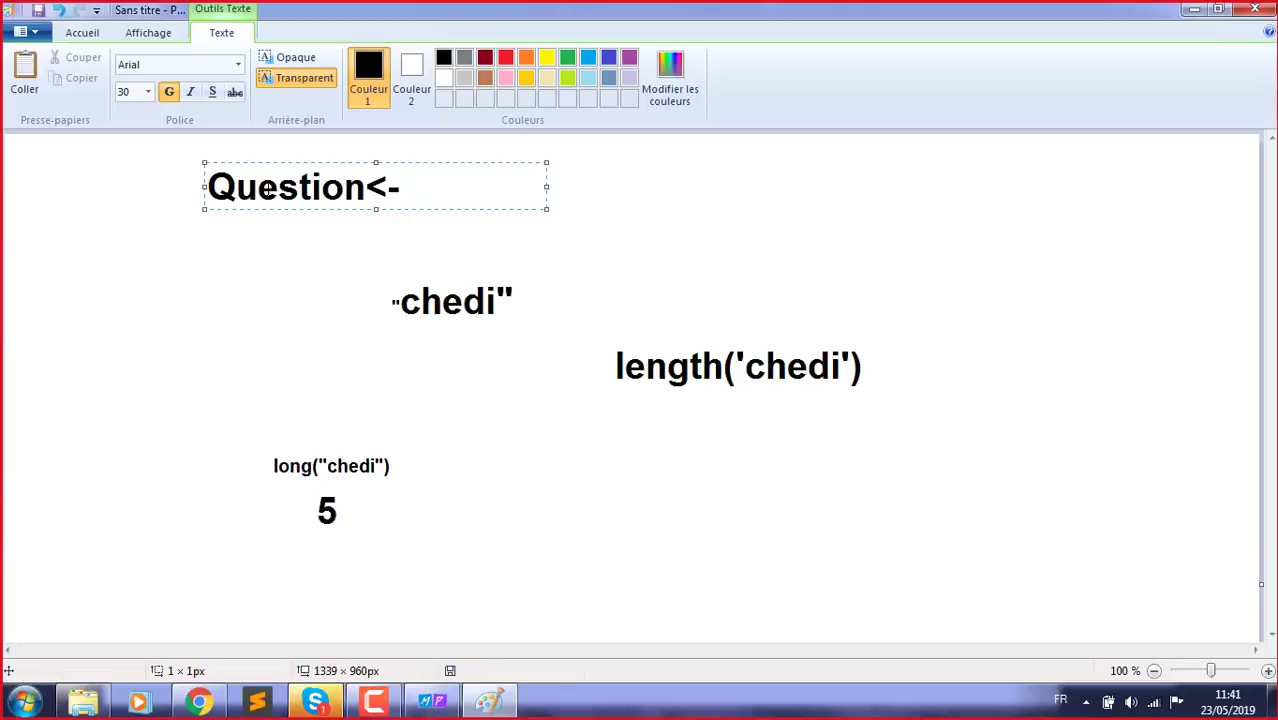 Sans titre - P... Outils Texte
Accueil Affichage Texte
Coller
Couper
Copier
Presse-papiers
Arial
30 G I S abc
Police
Opaque
Transparent
Arrière-plan
Couleur
1
Couleur
2
Modifier les
couleurs
Couleurs
Question<-
"chedi"
length('chedi')
long("chedi")
5
1 × 1px 1339 × 960px 100 %
FR 11:41
23/05/2019